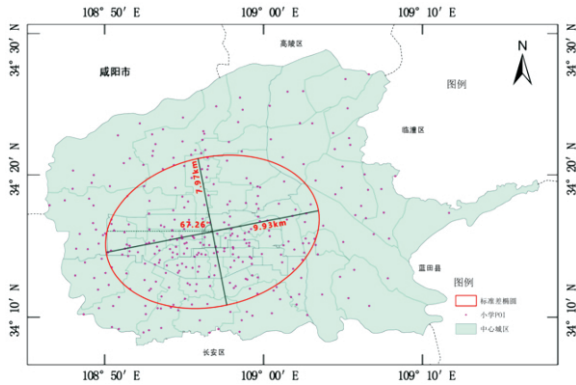 108° 50′ E
109° 00′ E
109° 10′ E
34° 30′ N
34° 30′ N
高陵区
N
咸阳市
图例
临潼区
7.97km
34° 20′ N
34° 20′ N
67.26°
9.93km
蓝田县
图例
标准差椭圆
小学POI
中心城区
34° 10′ N
34° 10′ N
长安区
108° 50′ E
109° 00′ E
109° 10′ E